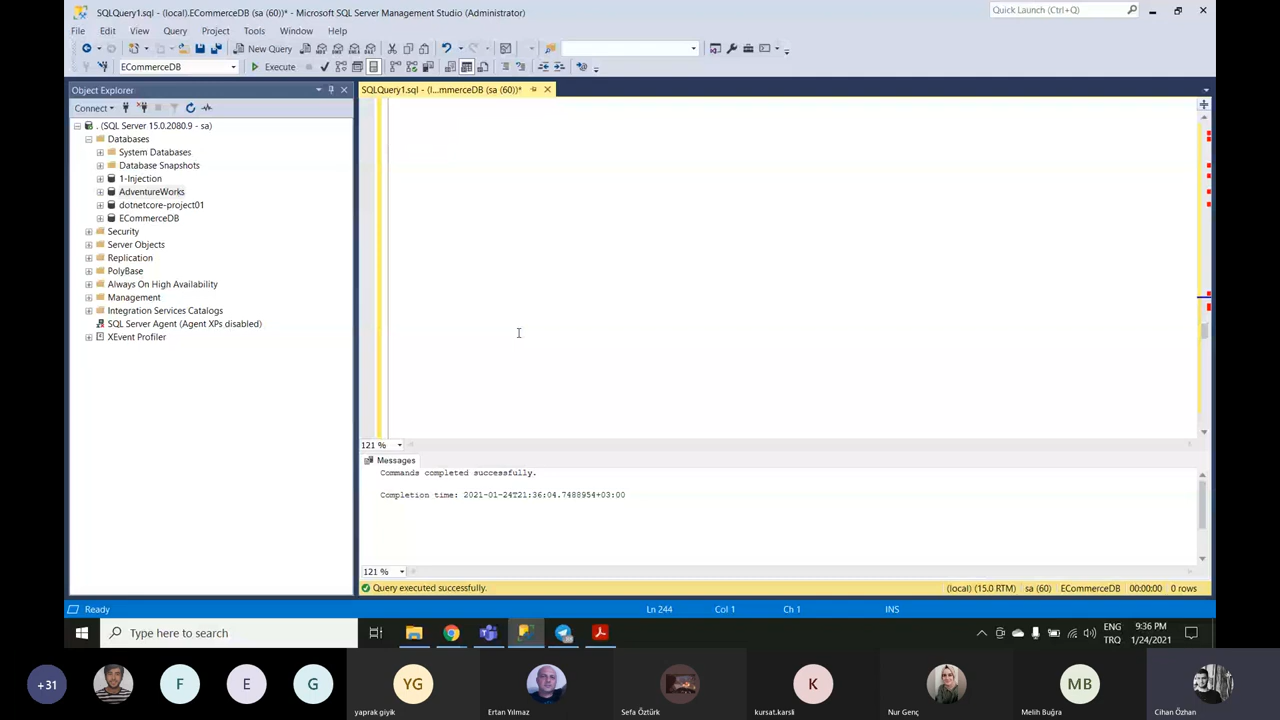 SQLQuery1.sql - (local).ECommerceDB (sa (60))* - Microsoft SQL Server Management Studio (Administrator)
Quick Launch (Ctrl+Q)
File Edit View Query Project Tools Window Help
New Query
ECommerceDB
Execute
Object Explorer
SQLQuery1.sql - (l...mmerceDB (sa (60))*
Connect
. (SQL Server 15.0.2080.9 - sa)
Databases
System Databases
Database Snapshots
1-Injection
AdventureWorks
dotnetcore-project01
ECommerceDB
Security
Server Objects
Replication
PolyBase
Always On High Availability
Management
Integration Services Catalogs
SQL Server Agent (Agent XPs disabled)
XEvent Profiler
121 %
Messages
Commands completed successfully.
Completion time: 2021-01-24T21:36:04.7488954+03:00
121 %
Query executed successfully.
(local) (15.0 RTM) sa (60) ECommerceDB 00:00:00 0 rows
Ready
Ln 244 Col 1 Ch 1 INS
Type here to search
ENG
TRQ
9:36 PM
1/24/2021
+31
F
E
G
YG
K
MB
yaprak giyik
Ertan Yılmaz
Sefa Öztürk
kursat.karsli
Nur Genç
Melih Buğra
Cihan Özhan